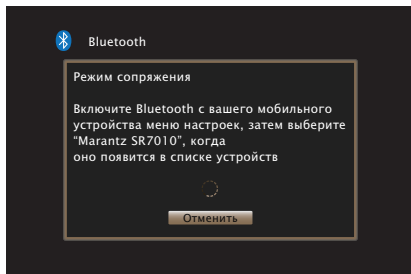 Bluetooth
Режим сопряжения
Включите Bluetooth с вашего мобильного
устройства меню настроек, затем выберите
“Marantz SR7010”, когда
оно появится в списке устройств
Отменить